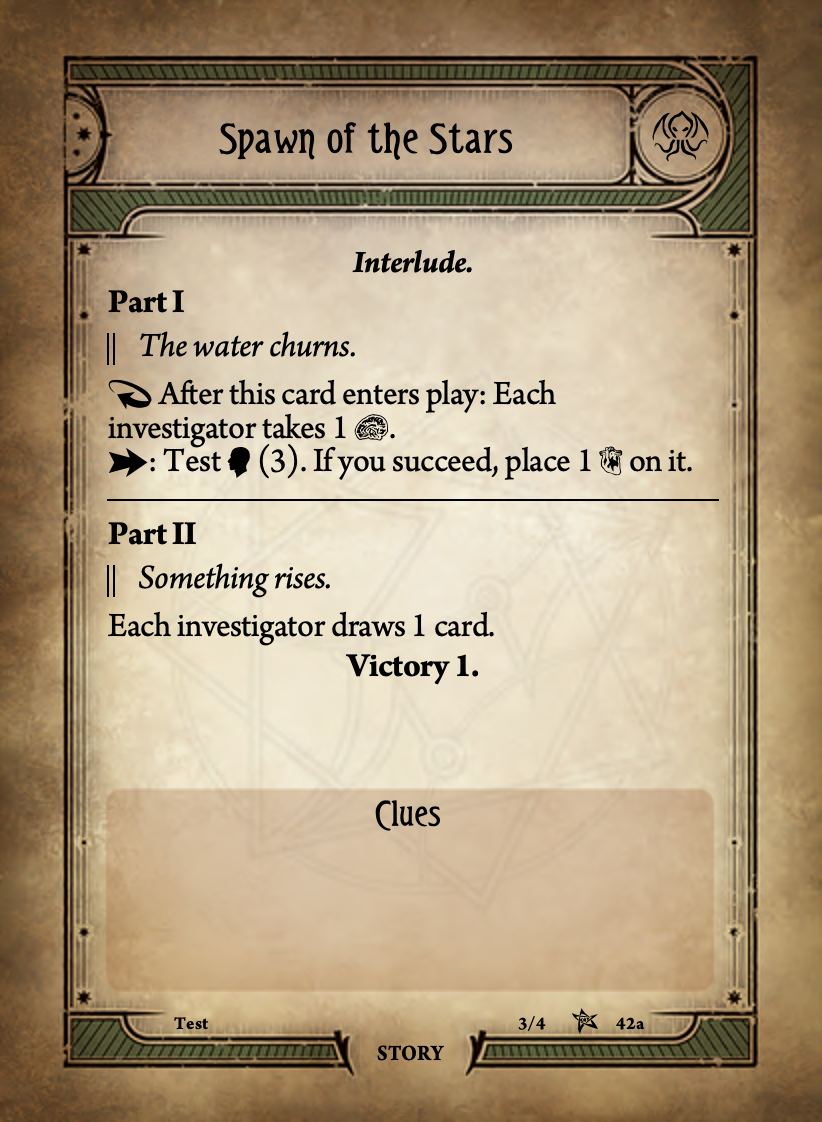 Spawn of the Stars
Interlude.
Part I
The water churns.
After this card enters play: Each
investigator takes 1 .
: Test (3). If you succeed, place 1 on it.
Part II
Something rises.
Each investigator draws 1 card.
Victory 1.
Clues
Test 3/4 42a
STORY